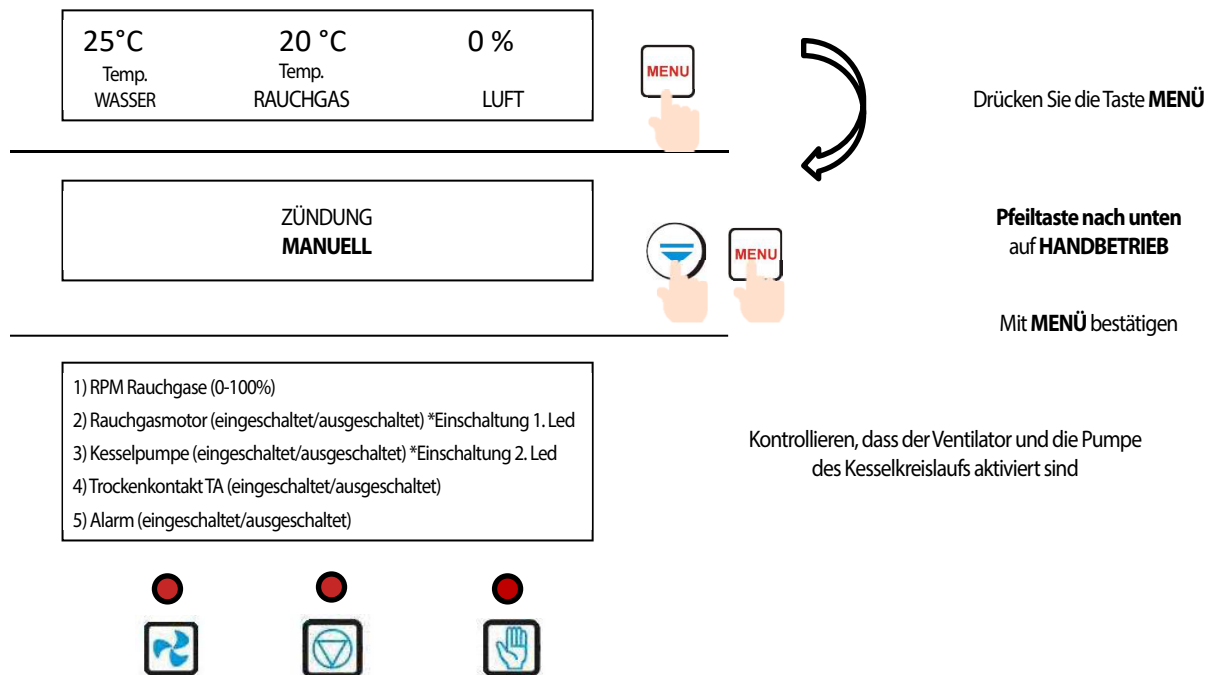 25°C 20 °C 0 %
Temp. Temp.
WASSER RAUCHGAS LUFT
MENU
Drücken Sie die Taste MENÜ
ZÜNDUNG
MANUELL
MENU
Pfeiltaste nach unten
auf HANDBETRIEB
Mit MENÜ bestätigen
1) RPM Rauchgase (0-100%)
2) Rauchgasmotor (eingeschaltet/ausgeschaltet) *Einschaltung 1. Led
3) Kesselpumpe (eingeschaltet/ausgeschaltet) *Einschaltung 2. Led
4) Trockenkontakt TA (eingeschaltet/ausgeschaltet)
5) Alarm (eingeschaltet/ausgeschaltet)
Kontrollieren, dass der Ventilator und die Pumpe
des Kesselkreislaufs aktiviert sind